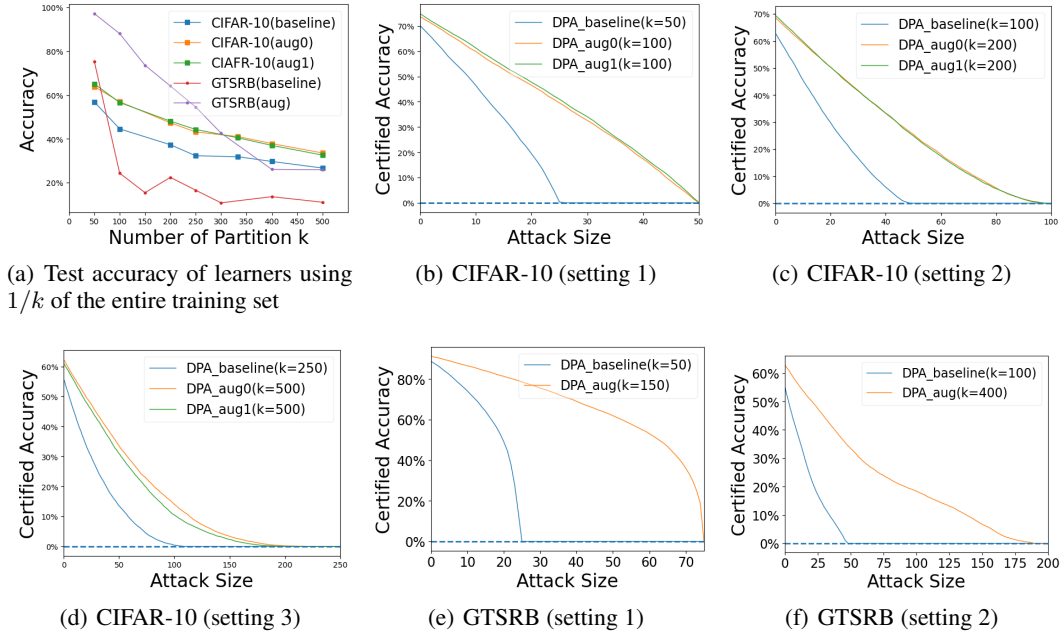 CIFAR-10(baseline)
CIFAR-10(aug0)
CIAFR-10(aug1)
GTSRB(baseline)
GTSRB(aug)
100%
80%
60%
40%
20%
Accuracy
0 50 100 150 200 250 300 350 400 450 500
Number of Partition k
(a) Test accuracy of learners using
1/k of the entire training set
DPA_baseline(k=50)
DPA_aug0(k=100)
DPA_aug1(k=100)
70%
60%
50%
40%
30%
20%
10%
0%
Certified Accuracy
0 10 20 30 40 50
Attack Size
(b) CIFAR-10 (setting 1)
DPA_baseline(k=100)
DPA_aug0(k=200)
DPA_aug1(k=200)
70%
60%
50%
40%
30%
20%
10%
0%
Certified Accuracy
0 20 40 60 80 100
Attack Size
(c) CIFAR-10 (setting 2)
DPA_baseline(k=250)
DPA_aug0(k=500)
DPA_aug1(k=500)
60%
50%
40%
30%
20%
10%
0%
Certified Accuracy
0 50 100 150 200 250
Attack Size
(d) CIFAR-10 (setting 3)
DPA_baseline(k=50)
DPA_aug(k=150)
80%
60%
40%
20%
0%
Certified Accuracy
0 10 20 30 40 50 60 70
Attack Size
(e) GTSRB (setting 1)
DPA_baseline(k=100)
DPA_aug(k=400)
60%
50%
40%
30%
20%
10%
0%
Certified Accuracy
0 25 50 75 100 125 150 175 200
Attack Size
(f) GTSRB (setting 2)